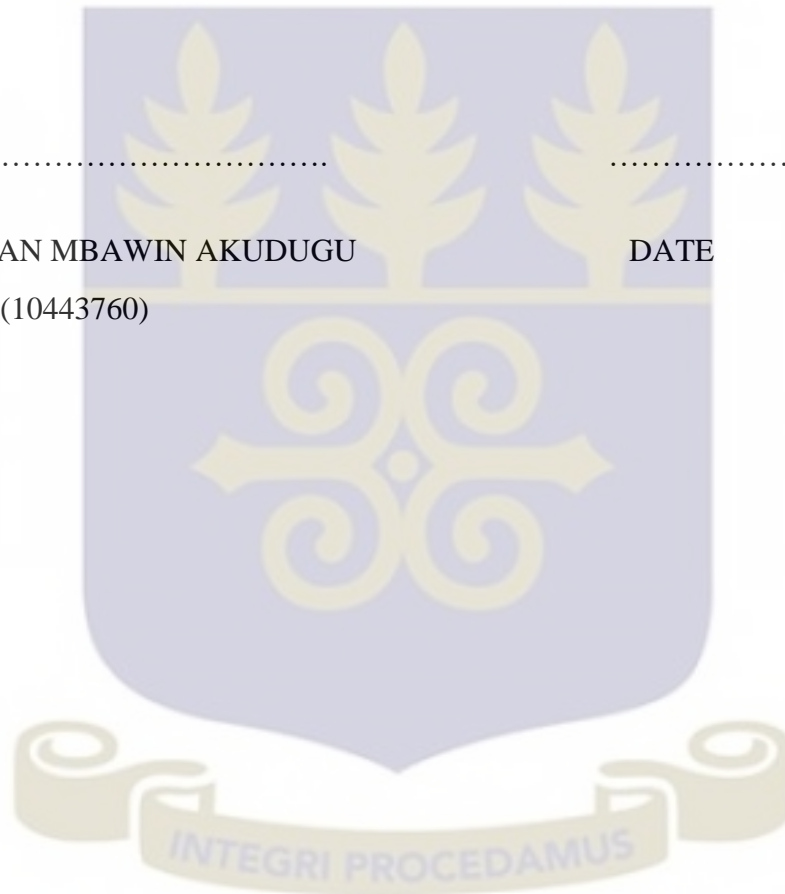 ………………………………. ………………
AN MBAWIN AKUDUGU DATE
(10443760)
INTEGRI PROCEDAMUS